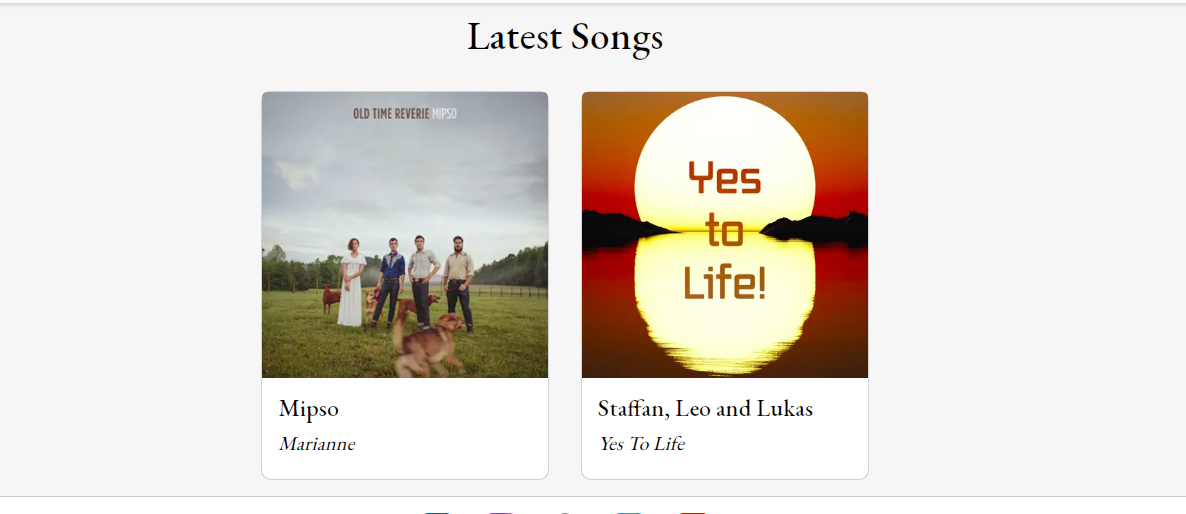 Latest Songs
OLD TIME REVERIE MIPSO
Yes
to
Life!
Mipso
Marianne
Staffan, Leo and Lukas
Yes To Life